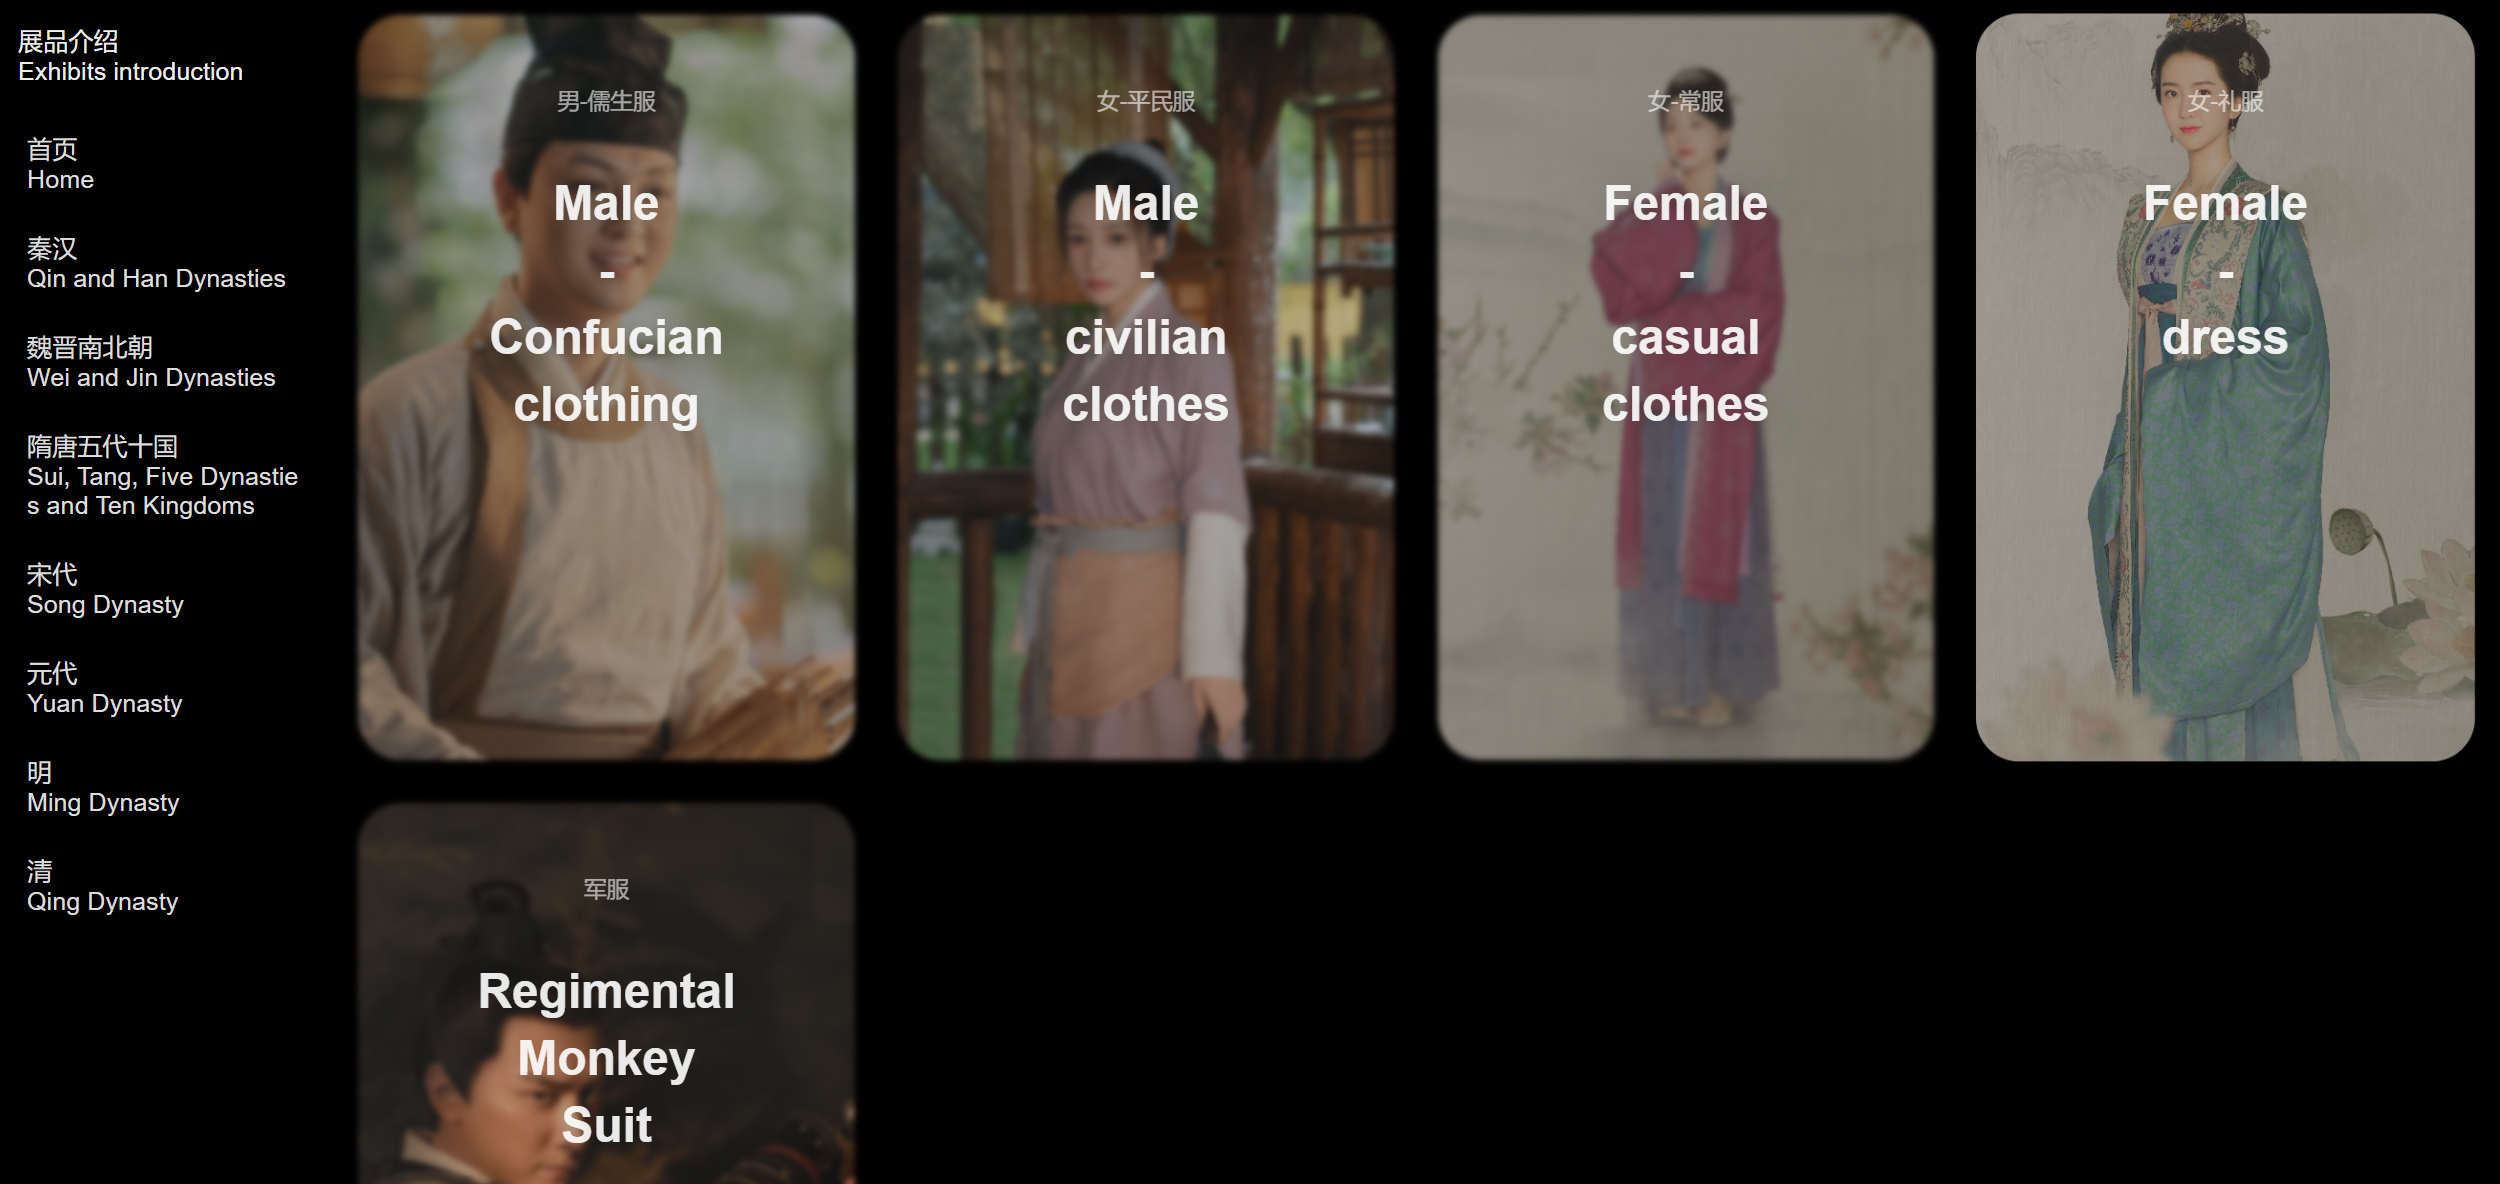 展品介绍
Exhibits introduction
首页
Home
秦汉
Qin and Han Dynasties
魏晋南北朝
Wei and Jin Dynasties
隋唐五代十国
Sui, Tang, Five Dynastie
s and Ten Kingdoms
宋代
Song Dynasty
元代
Yuan Dynasty
明
Ming Dynasty
清
Qing Dynasty
男-儒生服
Male
-
Confucian
clothing
女-平民服
Male
-
civilian
clothes
女-常服
Female
-
casual
clothes
女-礼服
Female
-
dress
军服
Regimental
Monkey
Suit